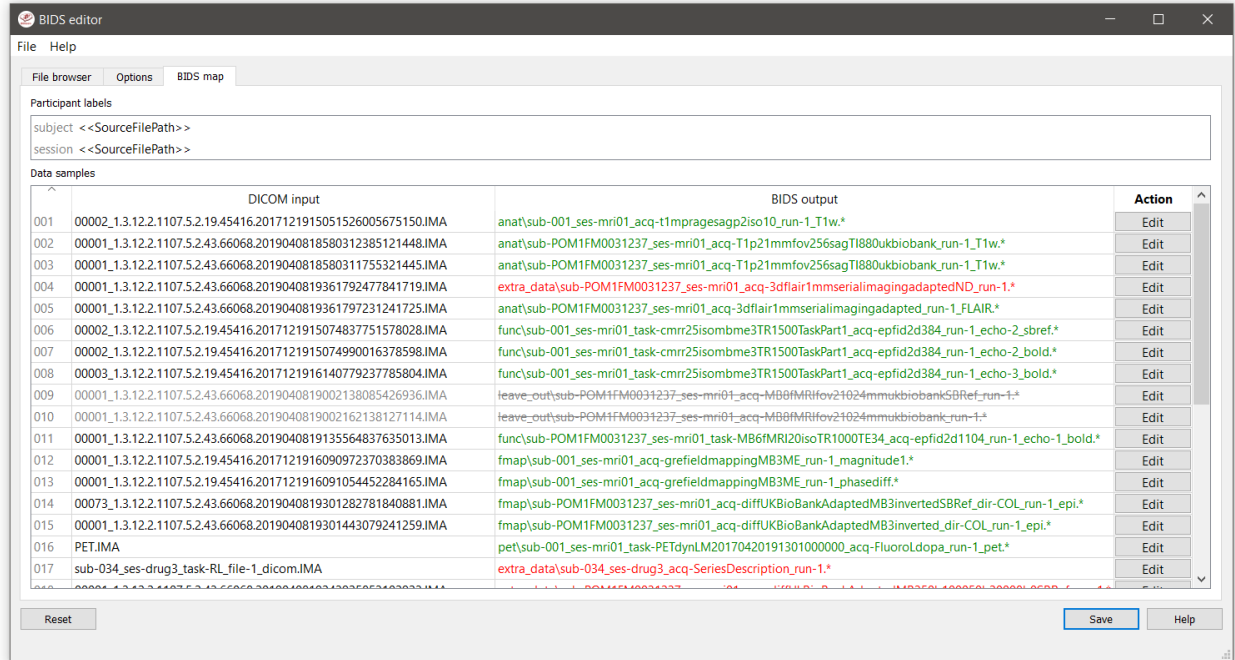 BIDS editor
File Help
File browser Options BIDS map
Participant labels
subject <<SourceFilePath>>
session <<SourceFilePath>>
Data samples
DICOM input BIDS output Action
001 00002_1.3.12.2.1107.5.2.19.45416.2017121915051526005675150.IMA anat\sub-001_ses-mri01_acq-t1mpragesagp2iso10_run-1_T1w.* Edit
002 00001_1.3.12.2.1107.5.2.43.66068.2019040818580312385121448.IMA anat\sub-POM1FM0031237_ses-mri01_acq-T1p21mmfov256sagTI880ukbiobank_run-1_T1w.* Edit
003 00001_1.3.12.2.1107.5.2.43.66068.2019040818580311755321445.IMA anat\sub-POM1FM0031237_ses-mri01_acq-T1p21mmfov256sagTI880ukbiobank_run-1_T1w.* Edit
004 00001_1.3.12.2.1107.5.2.43.66068.2019040819361792477841719.IMA extra_data\sub-POM1FM0031237_ses-mri01_acq-3dflair1mmserialimagingadaptedND_run-1.* Edit
005 00001_1.3.12.2.1107.5.2.43.66068.2019040819361797231241725.IMA anat\sub-POM1FM0031237_ses-mri01_acq-3dflair1mmserialimagingadapted_run-1_FLAIR.* Edit
006 00002_1.3.12.2.1107.5.2.19.45416.2017121915074837751578028.IMA func\sub-001_ses-mri01_task-cmrr25isombme3TR1500TaskPart1_acq-epfid2d384_run-1_echo-2_sbref.* Edit
007 00002_1.3.12.2.1107.5.2.19.45416.2017121915074990016378598.IMA func\sub-001_ses-mri01_task-cmrr25isombme3TR1500TaskPart1_acq-epfid2d384_run-1_echo-2_bold.* Edit
008 00003_1.3.12.2.1107.5.2.19.45416.2017121916140779237785804.IMA func\sub-001_ses-mri01_task-cmrr25isombme3TR1500TaskPart1_acq-epfid2d384_run-1_echo-3_bold.* Edit
009 00001_1.3.12.2.1107.5.2.43.66068.2019040819002138085426936.IMA leave_out\sub-POM1FM0031237_ses-mri01_acq-MB8fMRIfov21024mmukbiobankSBRef_run-1.* Edit
010 00001_1.3.12.2.1107.5.2.43.66068.2019040819002162138127114.IMA leave_out\sub-POM1FM0031237_ses-mri01_acq-MB8fMRIfov21024mmukbiobank_run-1.* Edit
011 00001_1.3.12.2.1107.5.2.43.66068.2019040819135564837635013.IMA func\sub-POM1FM0031237_ses-mri01_task-MB6fMRI20isoTR1000TE34_acq-epfid2d1104_run-1_echo-1_bold.* Edit
012 00001_1.3.12.2.1107.5.2.19.45416.2017121916090972370383869.IMA fmap\sub-001_ses-mri01_acq-grefieldmappingMB3ME_run-1_magnitude1.* Edit
013 00001_1.3.12.2.1107.5.2.19.45416.2017121916091054452284165.IMA fmap\sub-001_ses-mri01_acq-grefieldmappingMB3ME_run-1_phasediff.* Edit
014 00073_1.3.12.2.1107.5.2.43.66068.2019040819301282781840881.IMA fmap\sub-POM1FM0031237_ses-mri01_acq-diffUKBioBankAdaptedMB3invertedSBRef_dir-COL_run-1_epi.* Edit
015 00001_1.3.12.2.1107.5.2.43.66068.2019040819301443079241259.IMA fmap\sub-POM1FM0031237_ses-mri01_acq-diffUKBioBankAdaptedMB3inverted_dir-COL_run-1_epi.* Edit
016 PET.IMA pet\sub-001_ses-mri01_task-PETdynLM20170420191301000000_acq-FluoroLdopa_run-1_pet.* Edit
017 sub-034_ses-drug3_task-RL_file-1_dicom.IMA extra_data\sub-034_ses-drug3_acq-SeriesDescription_run-1.* Edit
Reset Save Help